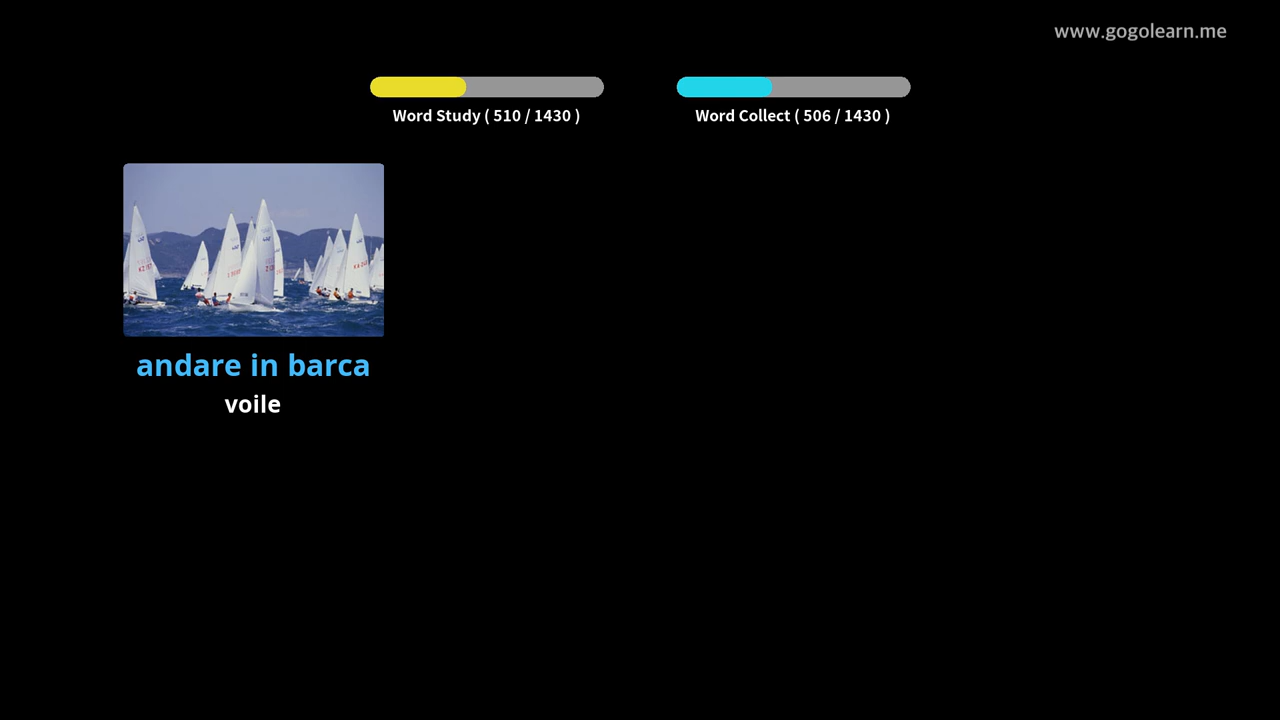 www.gogolearn.me
Word Study ( 510 / 1430 )
Word Collect ( 506 / 1430 )
andare in barca
voile